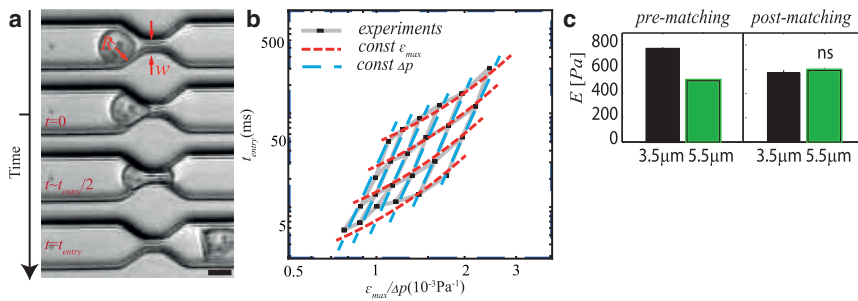 a
Time
R
w
t=0
t~t_entry/2
t=t_entry
b
t_entry(ms)
500
50
5
experiments
const ε_max
const Δp
0.5
1
2
3
ε_max/Δp(10⁻³Pa⁻¹)
c
pre-matching
post-matching
E [Pa]
800
600
400
200
0
ns
3.5μm 5.5μm
3.5μm 5.5μm